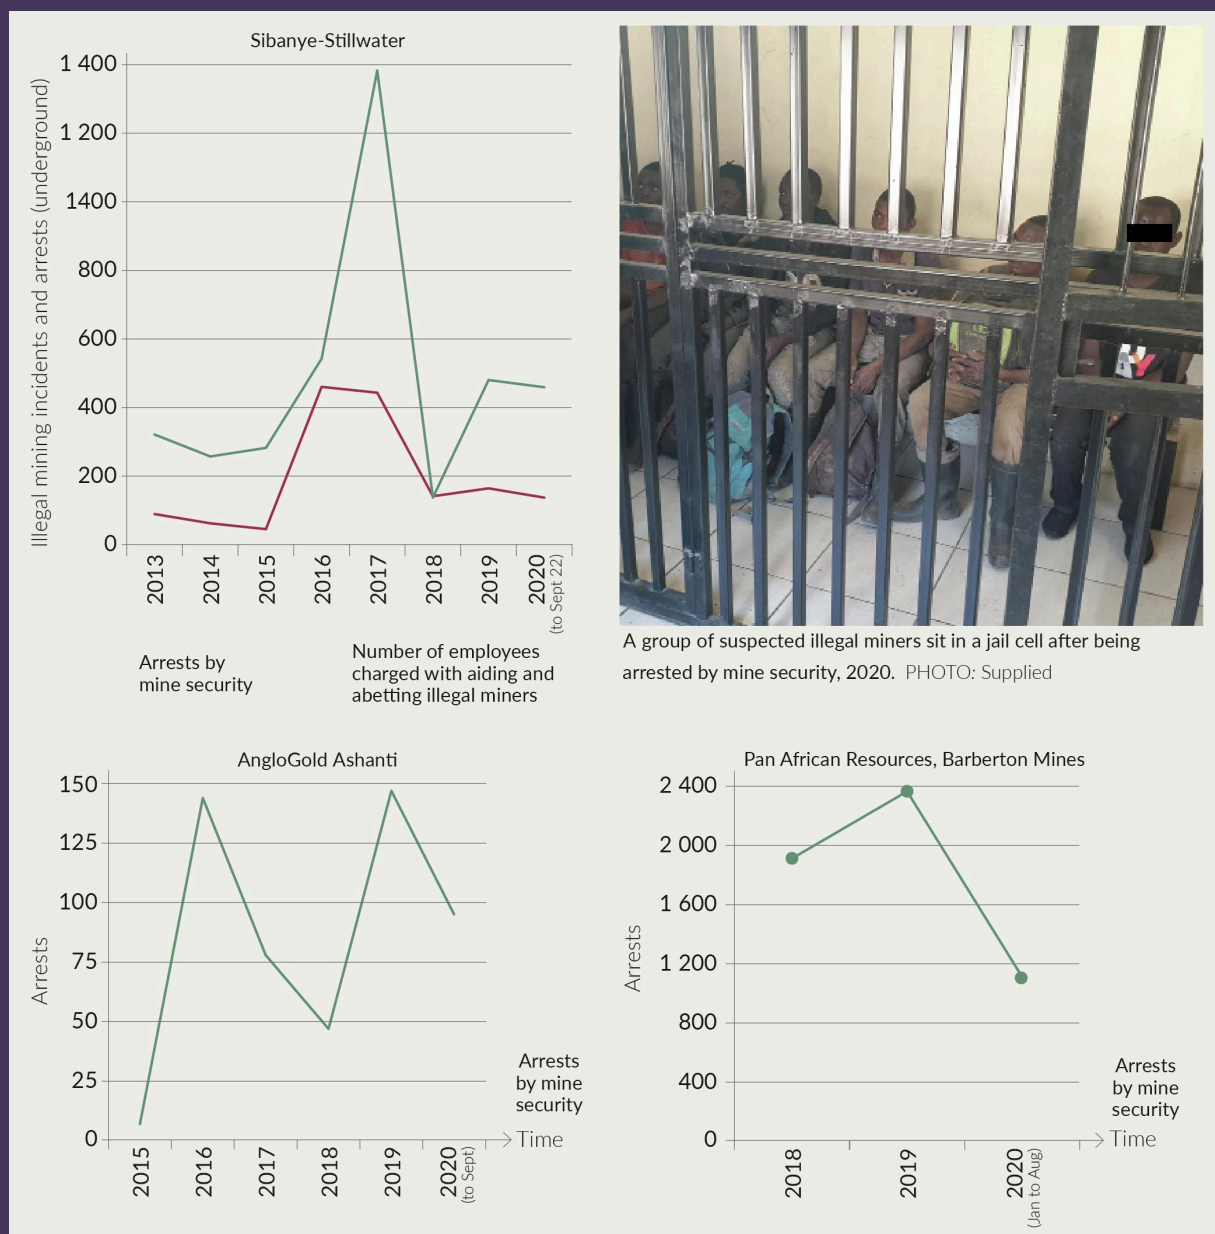 Sibanye-Stillwater
Illegal mining incidents and arrests (underground)
1 400
1 200
1400
800
600
400
200
0
2013
2014
2015
2016
2017
2018
2019
2020
(to Sept 22)
Arrests by
mine security
Number of employees
charged with aiding and
abetting illegal miners
A group of suspected illegal miners sit in a jail cell after being
arrested by mine security, 2020. PHOTO: Supplied
AngloGold Ashanti
Arrests
150
125
100
75
50
25
0
2015
2016
2017
2018
2019
2020
(to Sept)
Arrests
by mine
security
Time
Pan African Resources, Barberton Mines
Arrests
2 400
2 000
1 600
1 200
800
400
0
2018
2019
2020
(Jan to Aug)
Arrests
by mine
security
Time